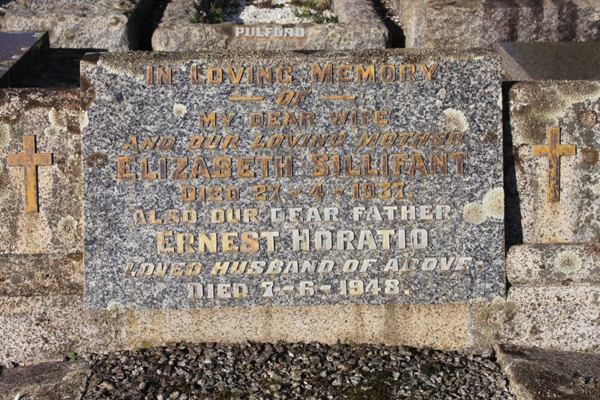 PULFORD
IN LOVING MEMORY
OF
MY DEAR WIFE
AND OUR LOVING MOTHER
ELIZABETH SILLIFANT
DIED 27-4-1937.
ALSO OUR DEAR FATHER
ERNEST HORATIO
LOVED HUSBAND OF ABOVE
DIED 7-6-1948.